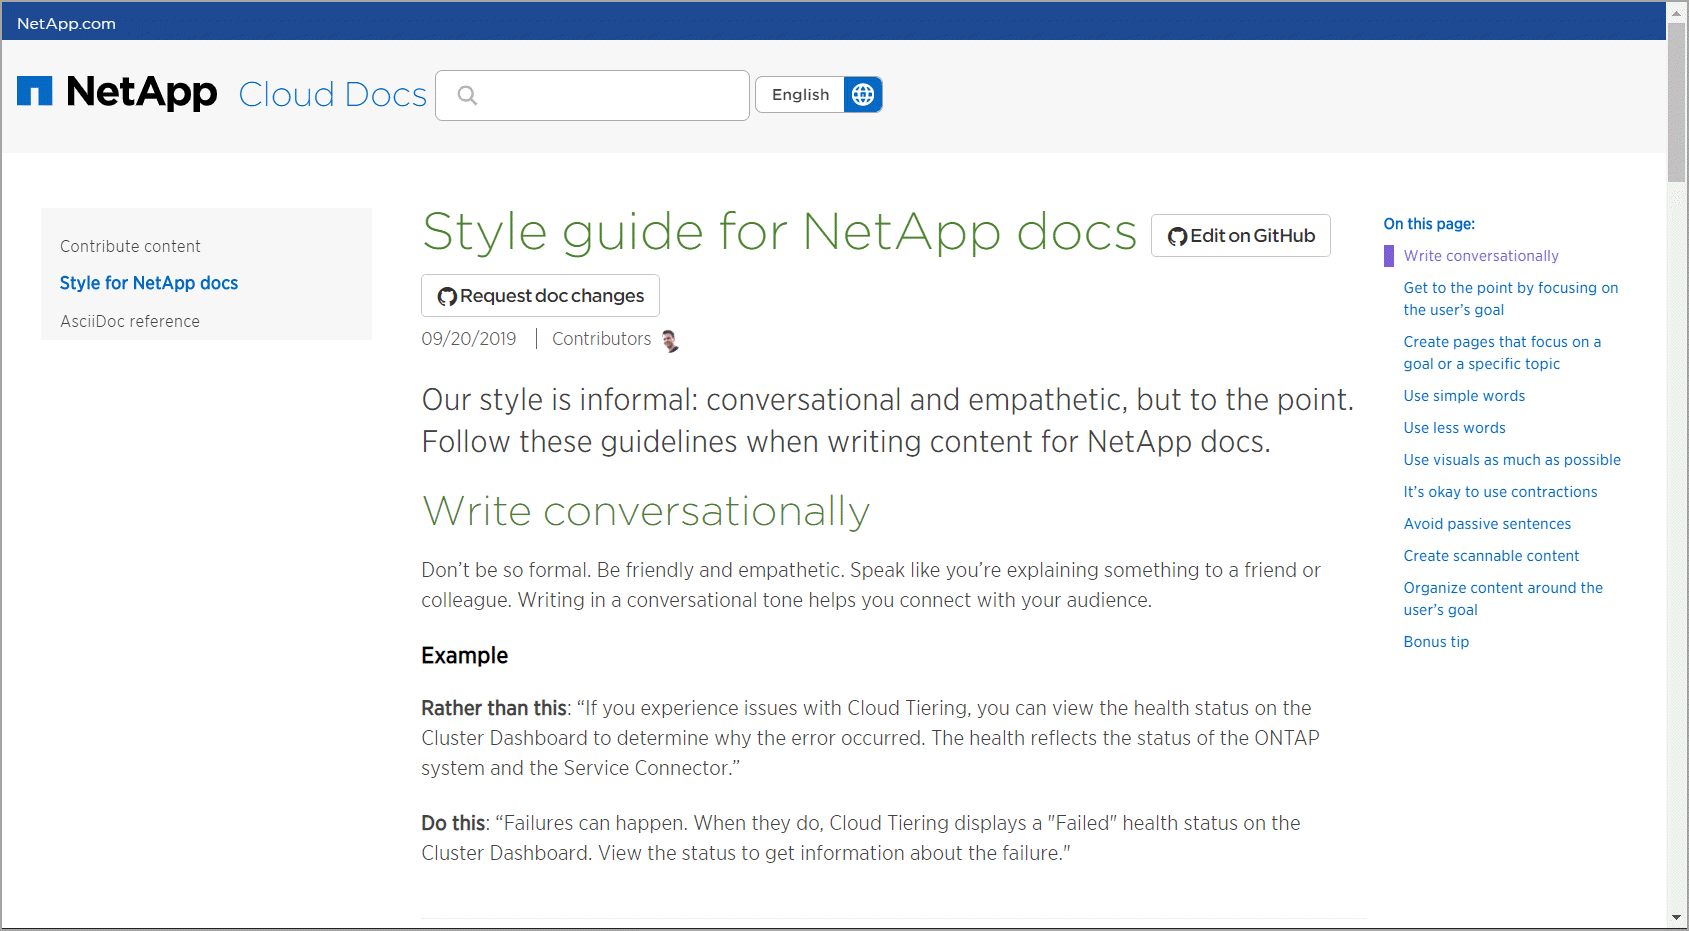 NetApp.com
NetApp Cloud Docs
English
Contribute content
Style for NetApp docs
AsciiDoc reference
Style guide for NetApp docs
Edit on GitHub
Request doc changes
09/20/2019 | Contributors
Our style is informal: conversational and empathetic, but to the point.
Follow these guidelines when writing content for NetApp docs.
Write conversationally
Don’t be so formal. Be friendly and empathetic. Speak like you’re explaining something to a friend or
colleague. Writing in a conversational tone helps you connect with your audience.
Example
Rather than this: “If you experience issues with Cloud Tiering, you can view the health status on the
Cluster Dashboard to determine why the error occurred. The health reflects the status of the ONTAP
system and the Service Connector.”
Do this: “Failures can happen. When they do, Cloud Tiering displays a "Failed" health status on the
Cluster Dashboard. View the status to get information about the failure."
On this page:
Write conversationally
Get to the point by focusing on
the user’s goal
Create pages that focus on a
goal or a specific topic
Use simple words
Use less words
Use visuals as much as possible
It’s okay to use contractions
Avoid passive sentences
Create scannable content
Organize content around the
user’s goal
Bonus tip